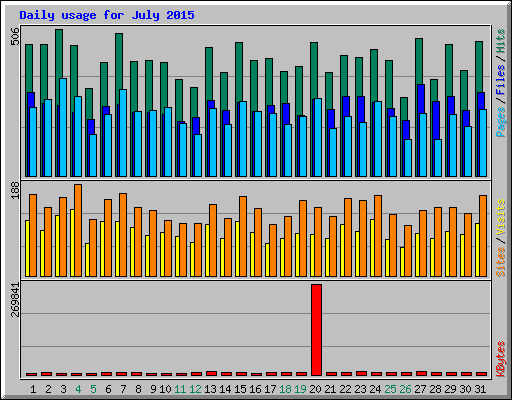 Daily usage for July 2015
506
Pages / Files / Hits
188
Sites / Visits
269841
KBytes
1 2 3 4 5 6 7 8 9 10 11 12 13 14 15 16 17 18 19 20 21 22 23 24 25 26 27 28 29 30 31